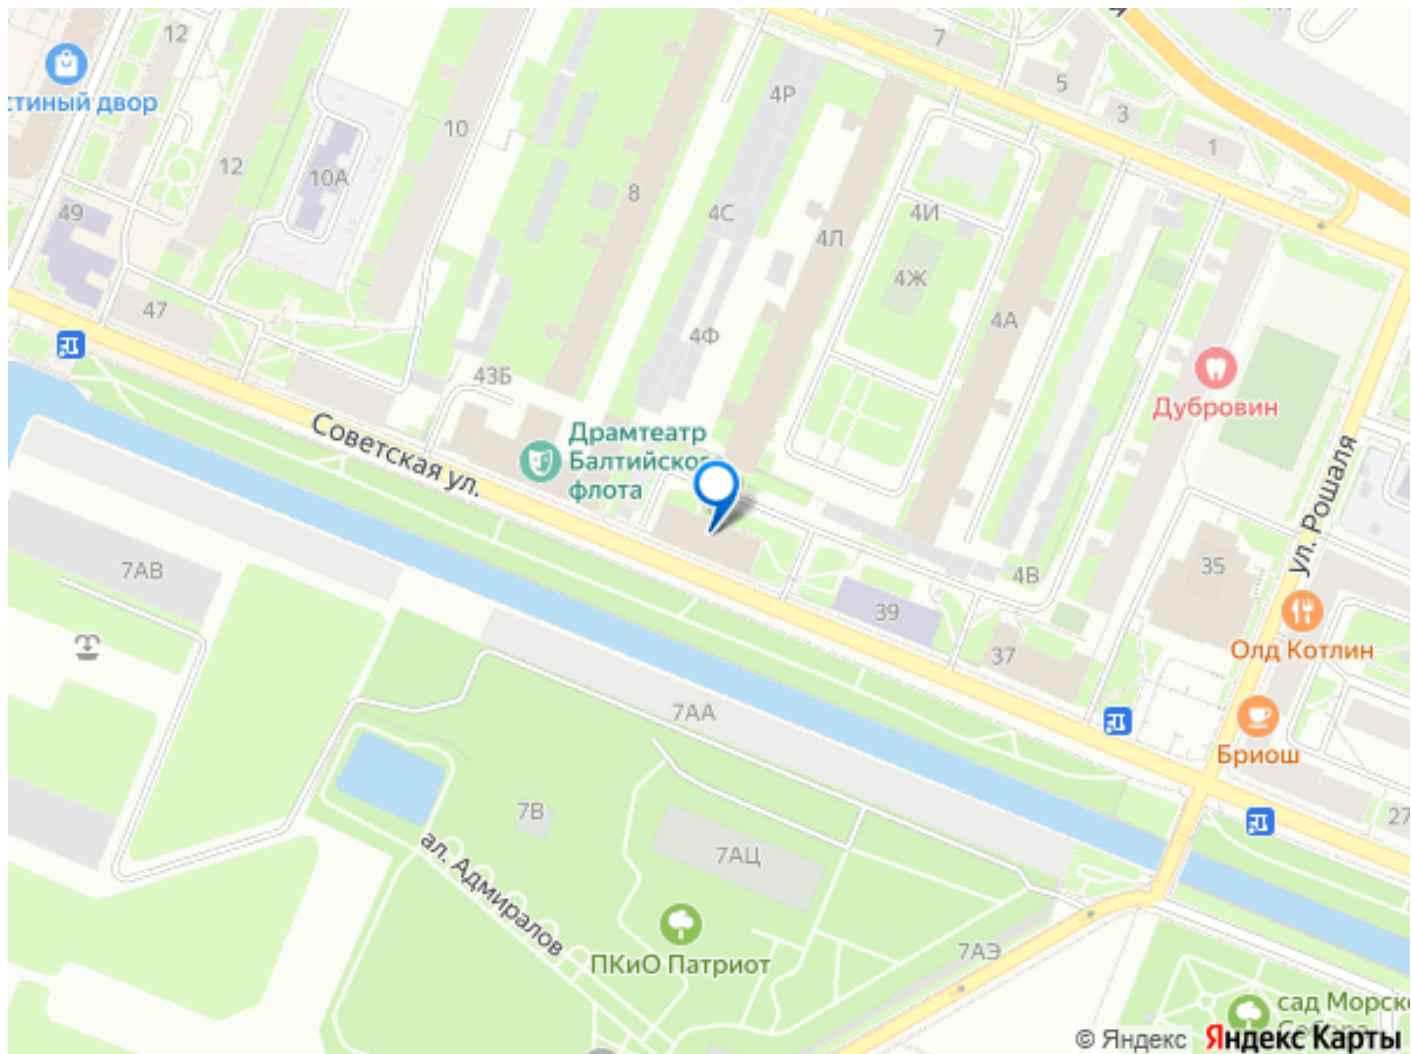 12
7
4Р
5
стиный двор
3
10
1
12
10А
8
49
4С
4И
4Л
4Ж
47
4А
4Ф
43Б
Дубровин
Советская ул.
Драмтеатр
Балтийского
флота
ул. Рошаля
7АВ
4В
35
39
Олд Котлин
37
7АА
Бриош
7В
27
ал. Адмиралов
7АЦ
7АЭ
ПКиО Патриот
сад Морск
Собора
© Яндекс
Яндекс Карты